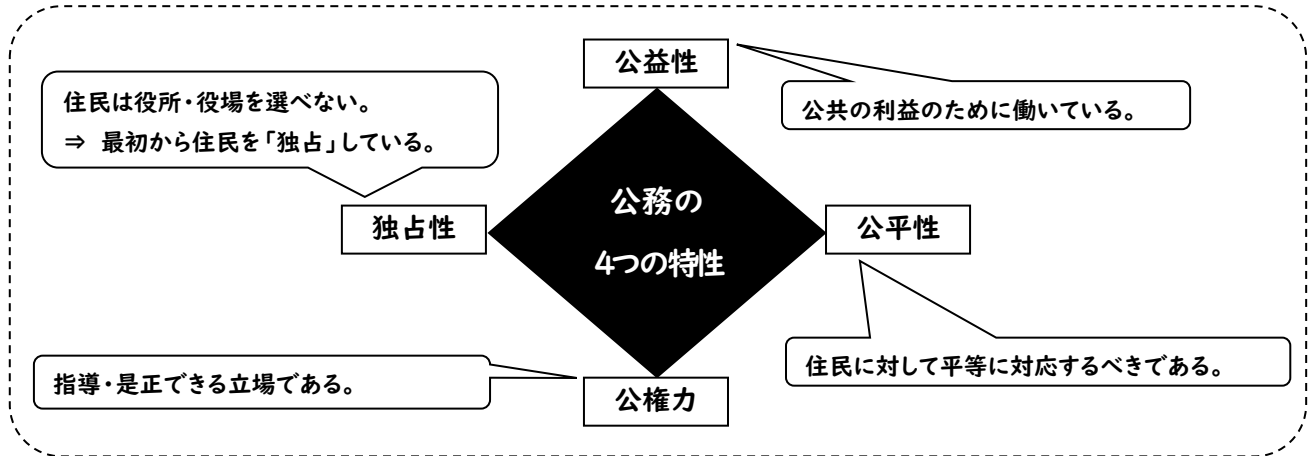 公益性
公共の利益のために働いている。
住民は役所・役場を選べない。
⇒ 最初から住民を「独占」している。
公務の
4つの特性
独占性
公平性
住民に対して平等に対応するべきである。
指導・是正できる立場である。
公権力